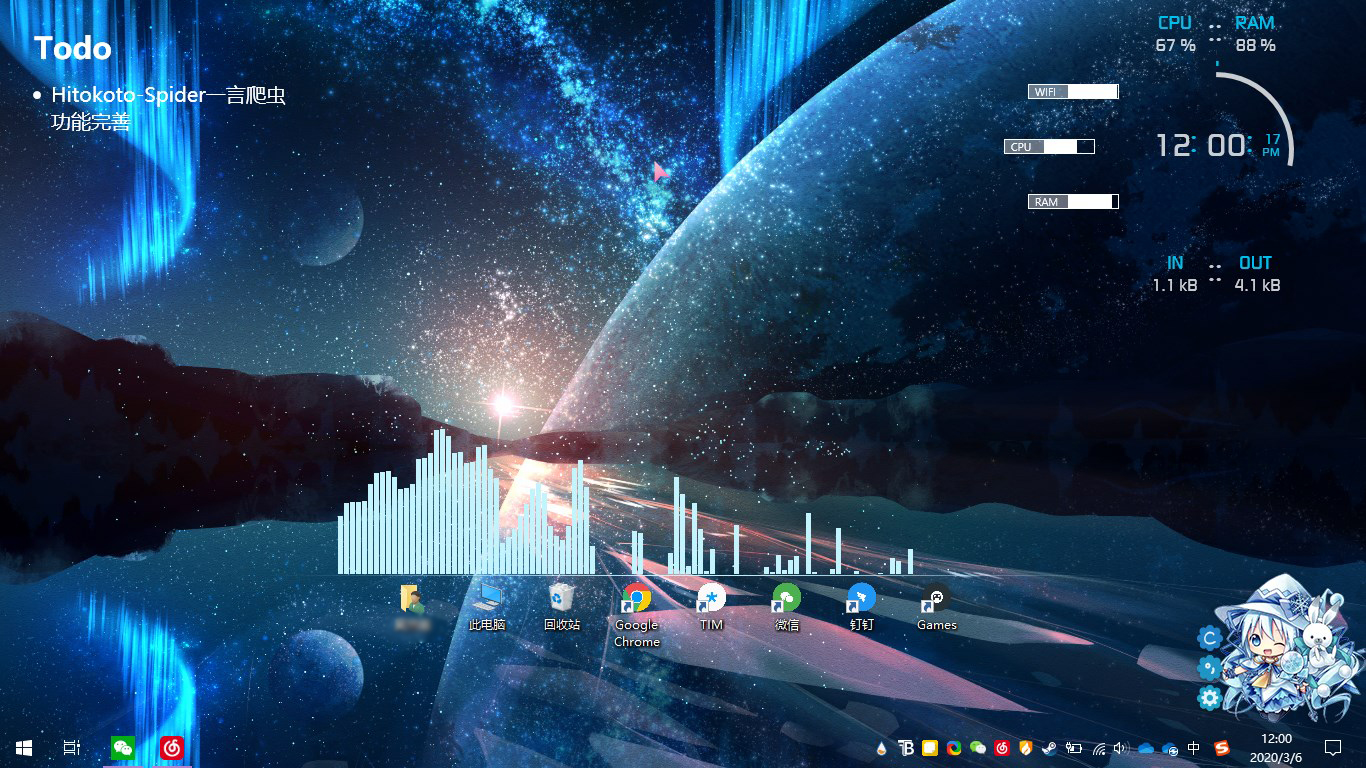 Todo
• Hitokoto-Spider一言爬虫
功能完善
CPU :: RAM
67 % 88 %
WIFI
CPU
12: 00: 17
PM
RAM
IN :: OUT
1.1 kB 4.1 kB
此电脑
回收站
Google
Chrome
TIM
微信
钉钉
Games
中
12:00
2020/3/6